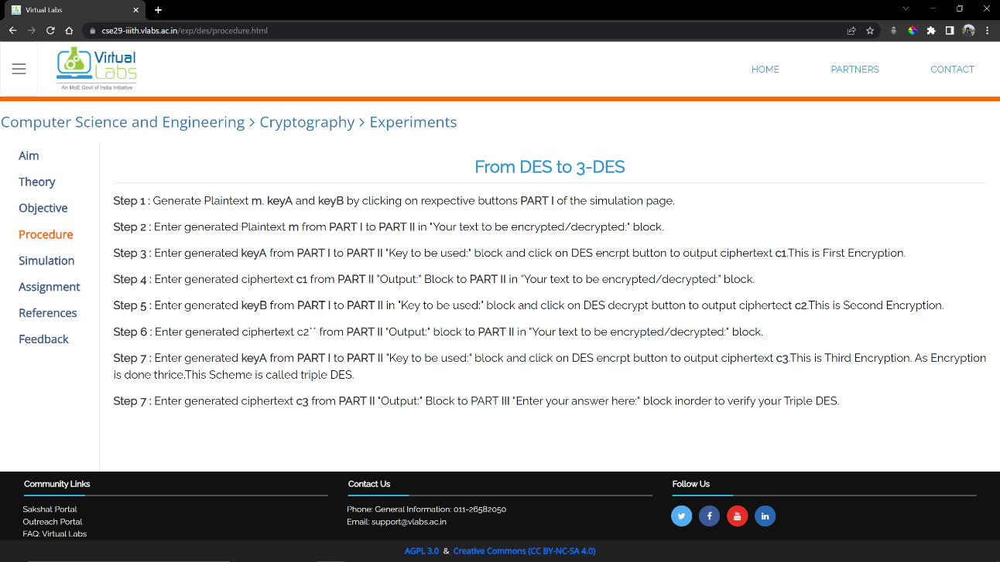 Virtual Labs
cse29-iiith.vlabs.ac.in/exp/des/procedure.html
Virtual
Labs
An MoE Govt of India Initiative
HOME PARTNERS CONTACT
Computer Science and Engineering > Cryptography > Experiments
Aim
Theory
Objective
Procedure
Simulation
Assignment
References
Feedback
From DES to 3-DES
Step 1 : Generate Plaintext m. keyA and keyB by clicking on rexpective buttons PART I of the simulation page.
Step 2 : Enter generated Plaintext m from PART I to PART II in "Your text to be encrypted/decrypted:" block.
Step 3 : Enter generated keyA from PART I to PART II "Key to be used:" block and click on DES encrpt button to output ciphertext c1.This is First Encryption.
Step 4 : Enter generated ciphertext c1 from PART II "Output:" Block to PART II in "Your text to be encrypted/decrypted:" block.
Step 5 : Enter generated keyB from PART I to PART II in "Key to be used:" block and click on DES decrypt button to output ciphertect c2.This is Second Encryption.
Step 6 : Enter generated ciphertext c2`` from PART II "Output:" block to PART II in "Your text to be encrypted/decrypted:" block.
Step 7 : Enter generated keyA from PART I to PART II "Key to be used:" block and click on DES encrpt button to output ciphertext c3.This is Third Encryption. As Encryption
is done thrice.This Scheme is called triple DES.
Step 7 : Enter generated ciphertext c3 from PART II "Output:" Block to PART III "Enter your answer here:" block inorder to verify your Triple DES.
Community Links
Sakshat Portal
Outreach Portal
FAQ: Virtual Labs
Contact Us
Phone: General Information: 011-26582050
Email: support@vlabs.ac.in
Follow Us
AGPL 3.0 & Creative Commons (CC BY-NC-SA 4.0)